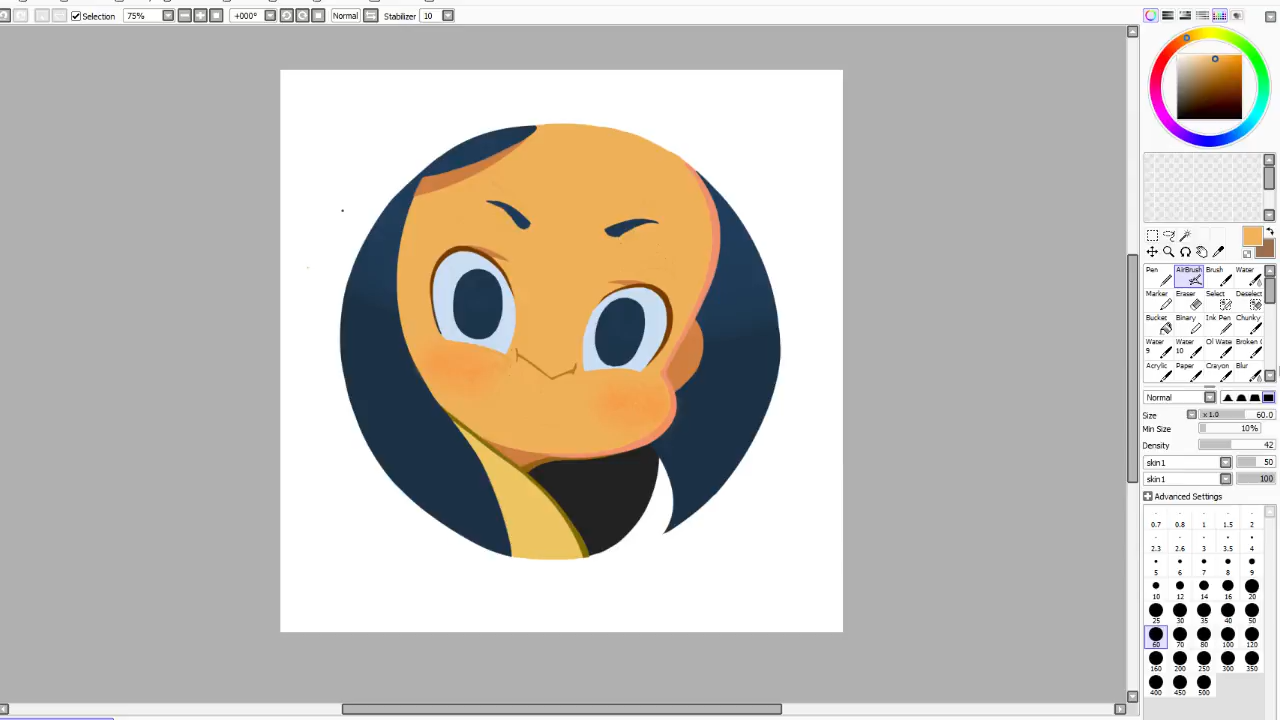 Selection 75% +000° Normal Stabilizer 10
Pen AirBrush Brush Water
Marker Eraser Select Deselect
Bucket Binary Ink Pen Chunky
Water 9 Water 10 Oil Wate Broken C
Acrylic Paper Crayon Blur
Normal
Size x 1.0 60.0
Min Size 10%
Density 42
skin1 50
skin1 100
Advanced Settings
0.7 0.8 1 1.5 2
2.3 2.6 3 3.5 4
5 6 7 8 9
10 12 14 16 20
25 30 35 40 50
60 70 80 100 120
160 200 250 300 350
400 450 500